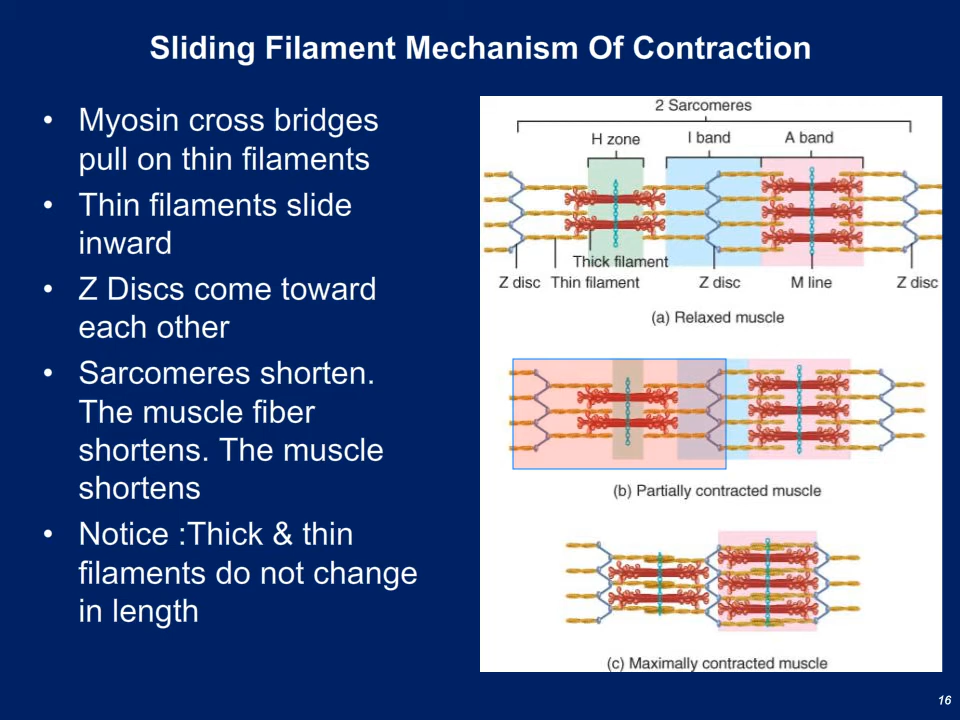 Sliding Filament Mechanism Of Contraction
• Myosin cross bridges
pull on thin filaments
• Thin filaments slide
inward
• Z Discs come toward
each other
• Sarcomeres shorten.
The muscle fiber
shortens. The muscle
shortens
• Notice :Thick & thin
filaments do not change
in length
2 Sarcomeres
H zone I band A band
Thick filament
Z disc Thin filament Z disc M line Z disc
(a) Relaxed muscle
(b) Partially contracted muscle
(c) Maximally contracted muscle
16